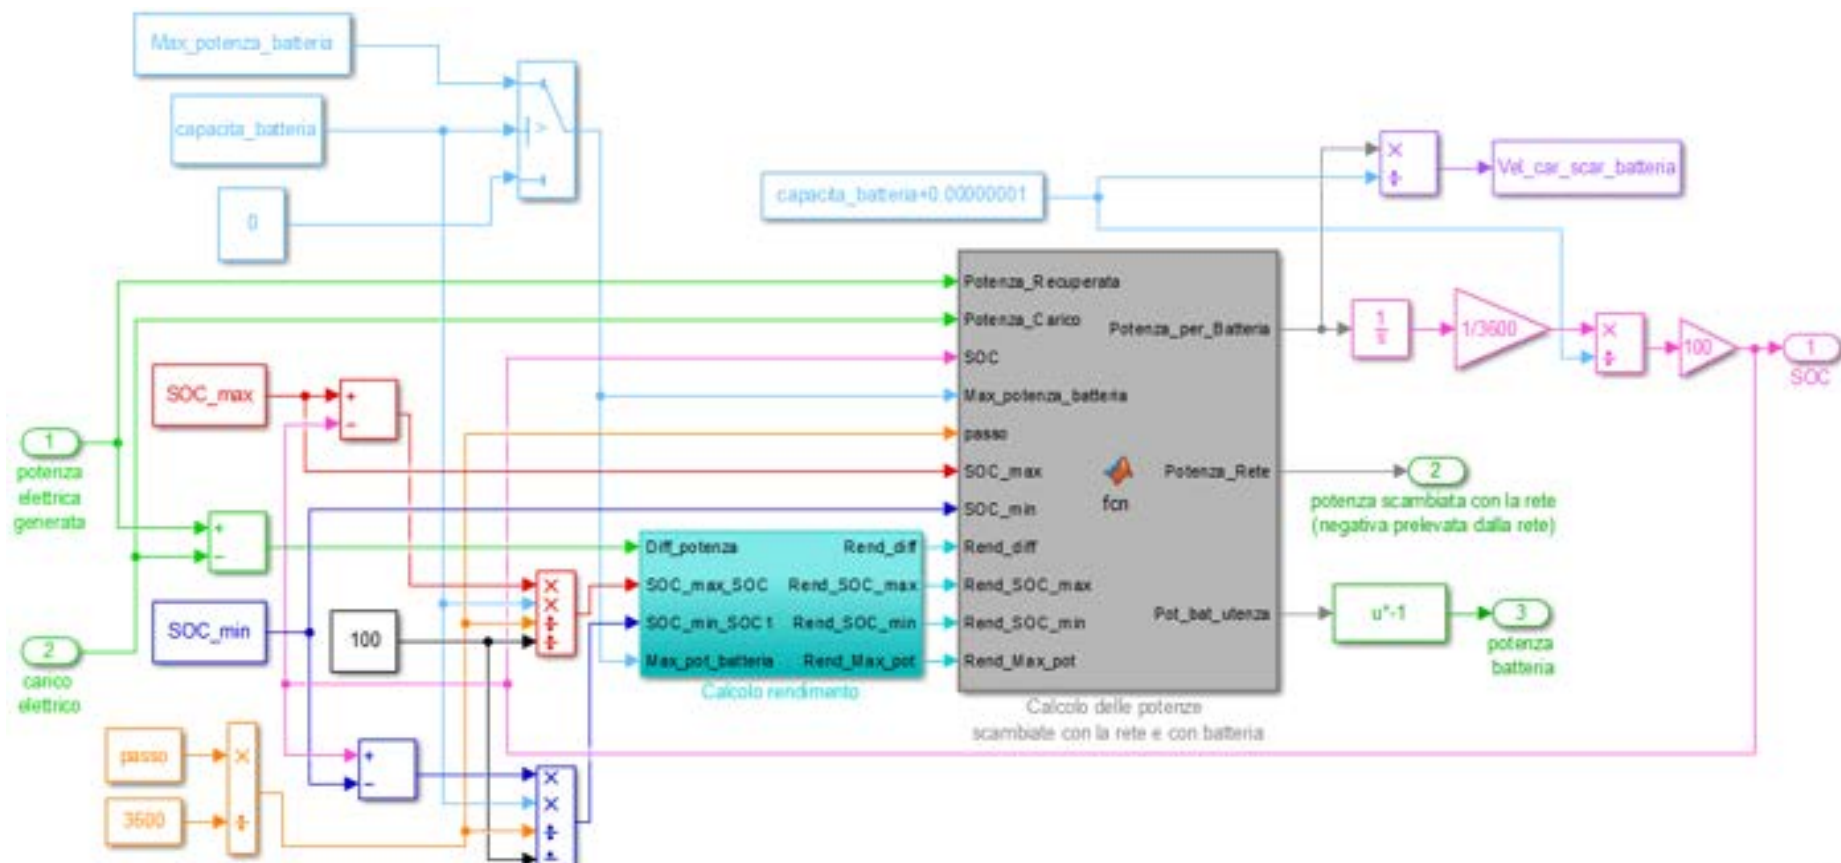 Max_potenza_batteria
capacita_batteria
>
0
capacita_batteria+0.00000001
×
÷
Vel_car_scar_batteria
Potenza_Recuperata
Potenza_Carico
SOC
Max_potenza_batteria
passo
SOC_max
SOC_min
Rend_diff
Rend_SOC_max
Rend_SOC_min
Rend_Max_pot
fcn
Potenza_per_Batteria
Potenza_Rete
Pot_bat_utenza
Calcolo delle potenze
scambiate con la rete e con batteria
1
s
1/3600
×
÷
100
1
SOC
2
potenza scambiata con la rete
(negativa prelevata dalla rete)
u*-1
3
potenza
batteria
SOC_max
+
−
1
potenza
elettrica
generata
+
−
SOC_min
2
carico
elettrico
100
×
×
÷
÷
Diff_potenza
SOC_max_SOC
SOC_min_SOC1
Max_pot_batteria
Rend_diff
Rend_SOC_max
Rend_SOC_min
Rend_Max_pot
Calcolo rendimento
passo
3600
×
÷
+
−
×
×
÷
÷